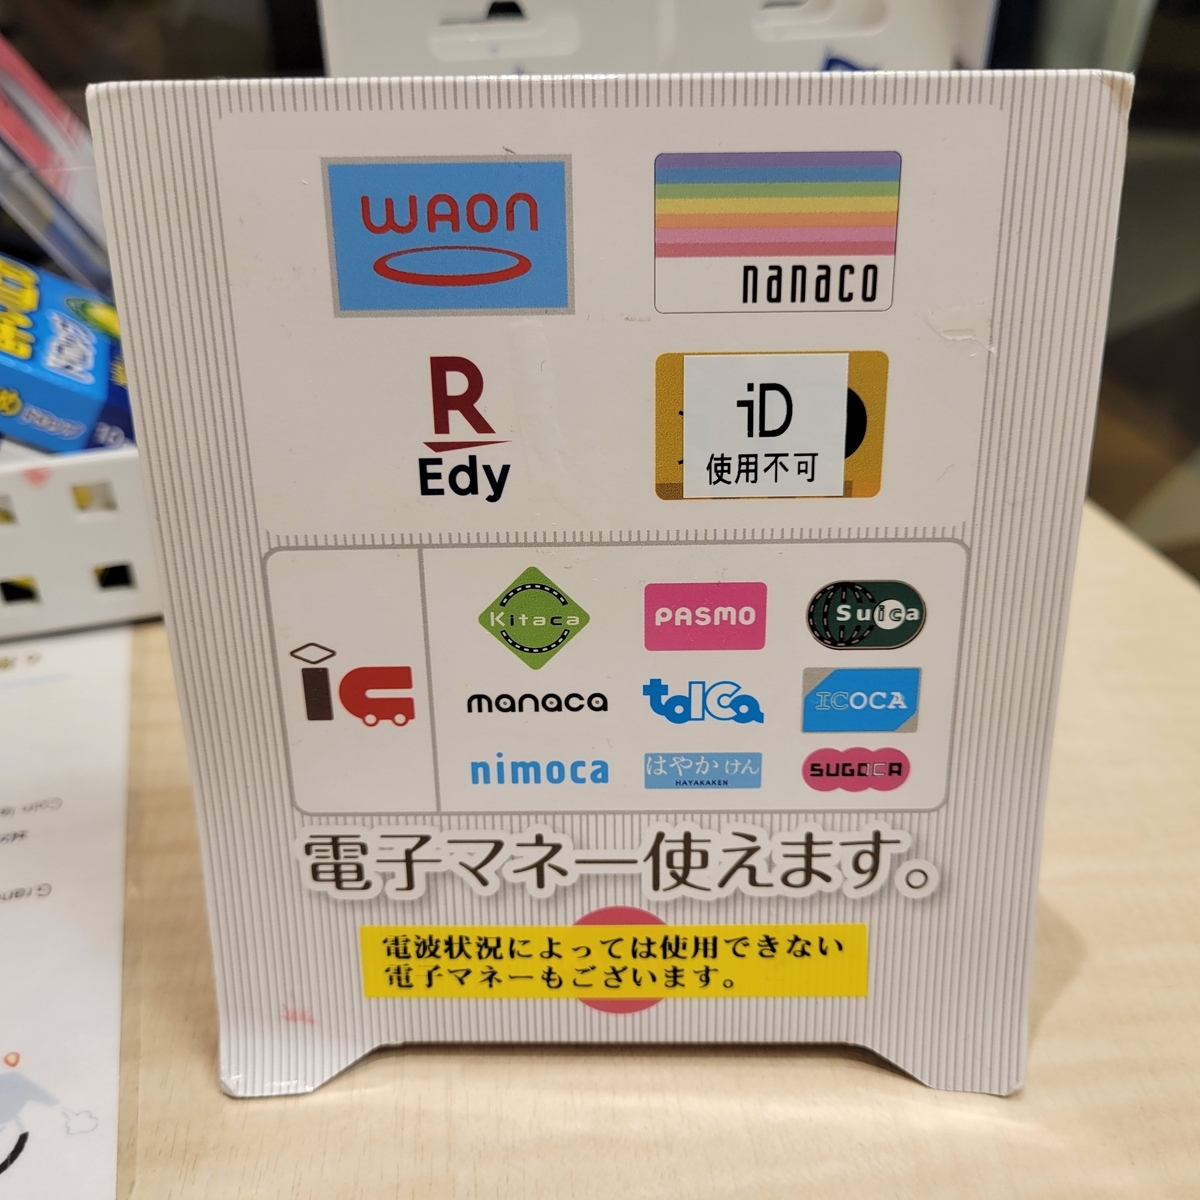 WAON
nanaco
R
Edy
iD
使用不可
Kitaca
PASMO
Suica
ic
manaca
toica
ICOCA
nimoca
はやかけん
HAYAKAKEN
SUGOCA
電子マネー使えます。
電波状況によっては使用できない
電子マネーもございます。